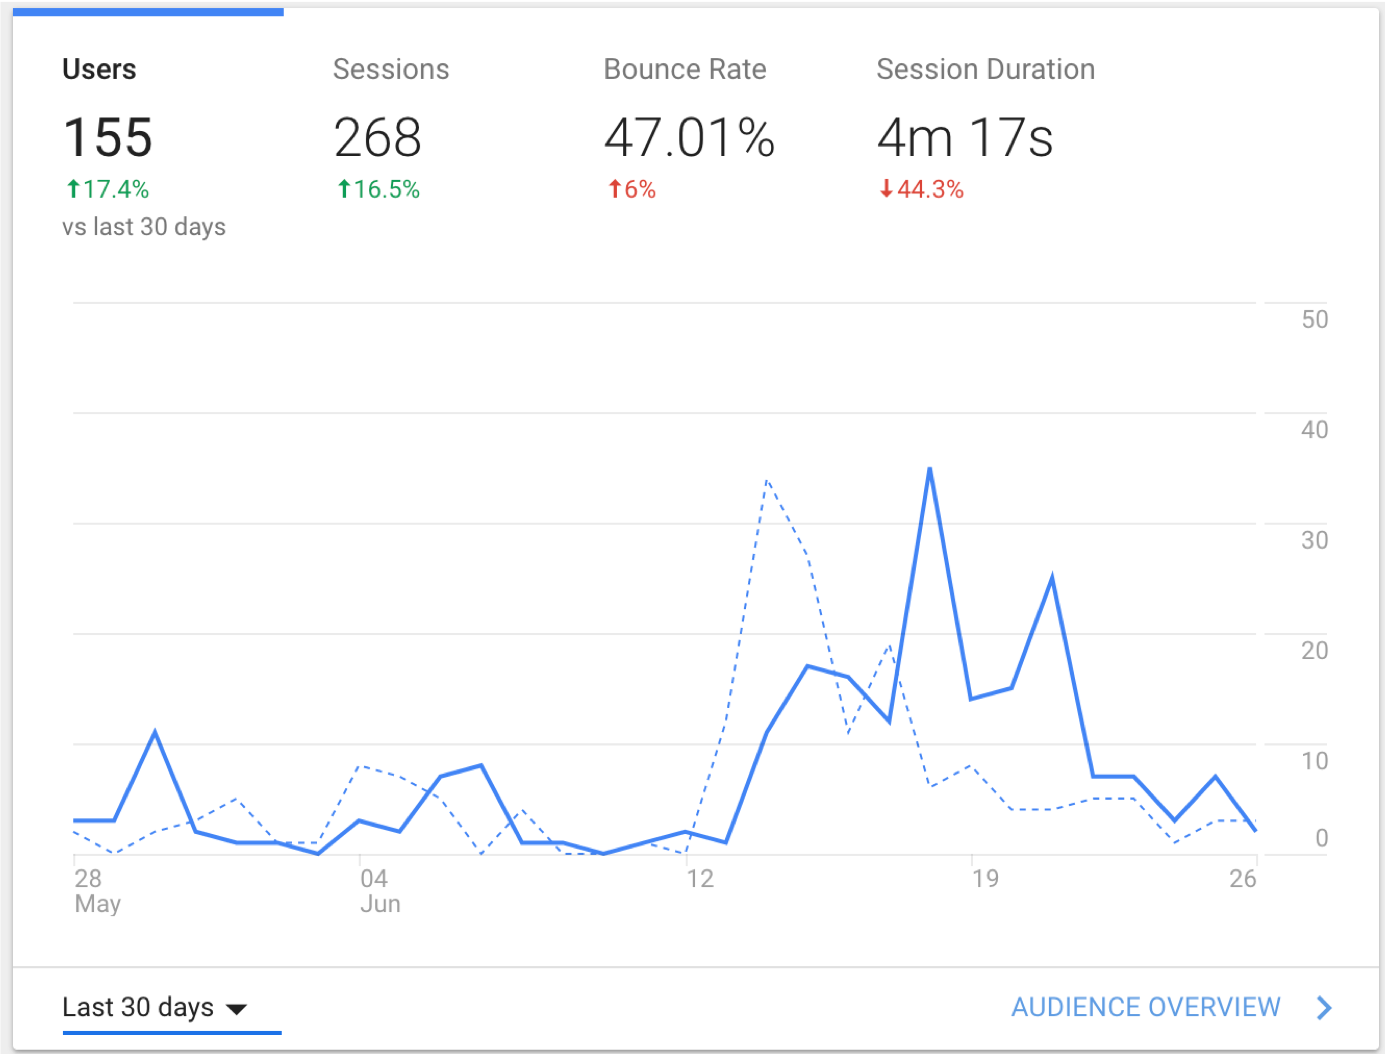 Users
155
↑17.4%
vs last 30 days
Sessions
268
↑16.5%
Bounce Rate
47.01%
↑6%
Session Duration
4m 17s
↓44.3%
50
40
30
20
10
0
28
May
04
Jun
12
19
26
Last 30 days
AUDIENCE OVERVIEW